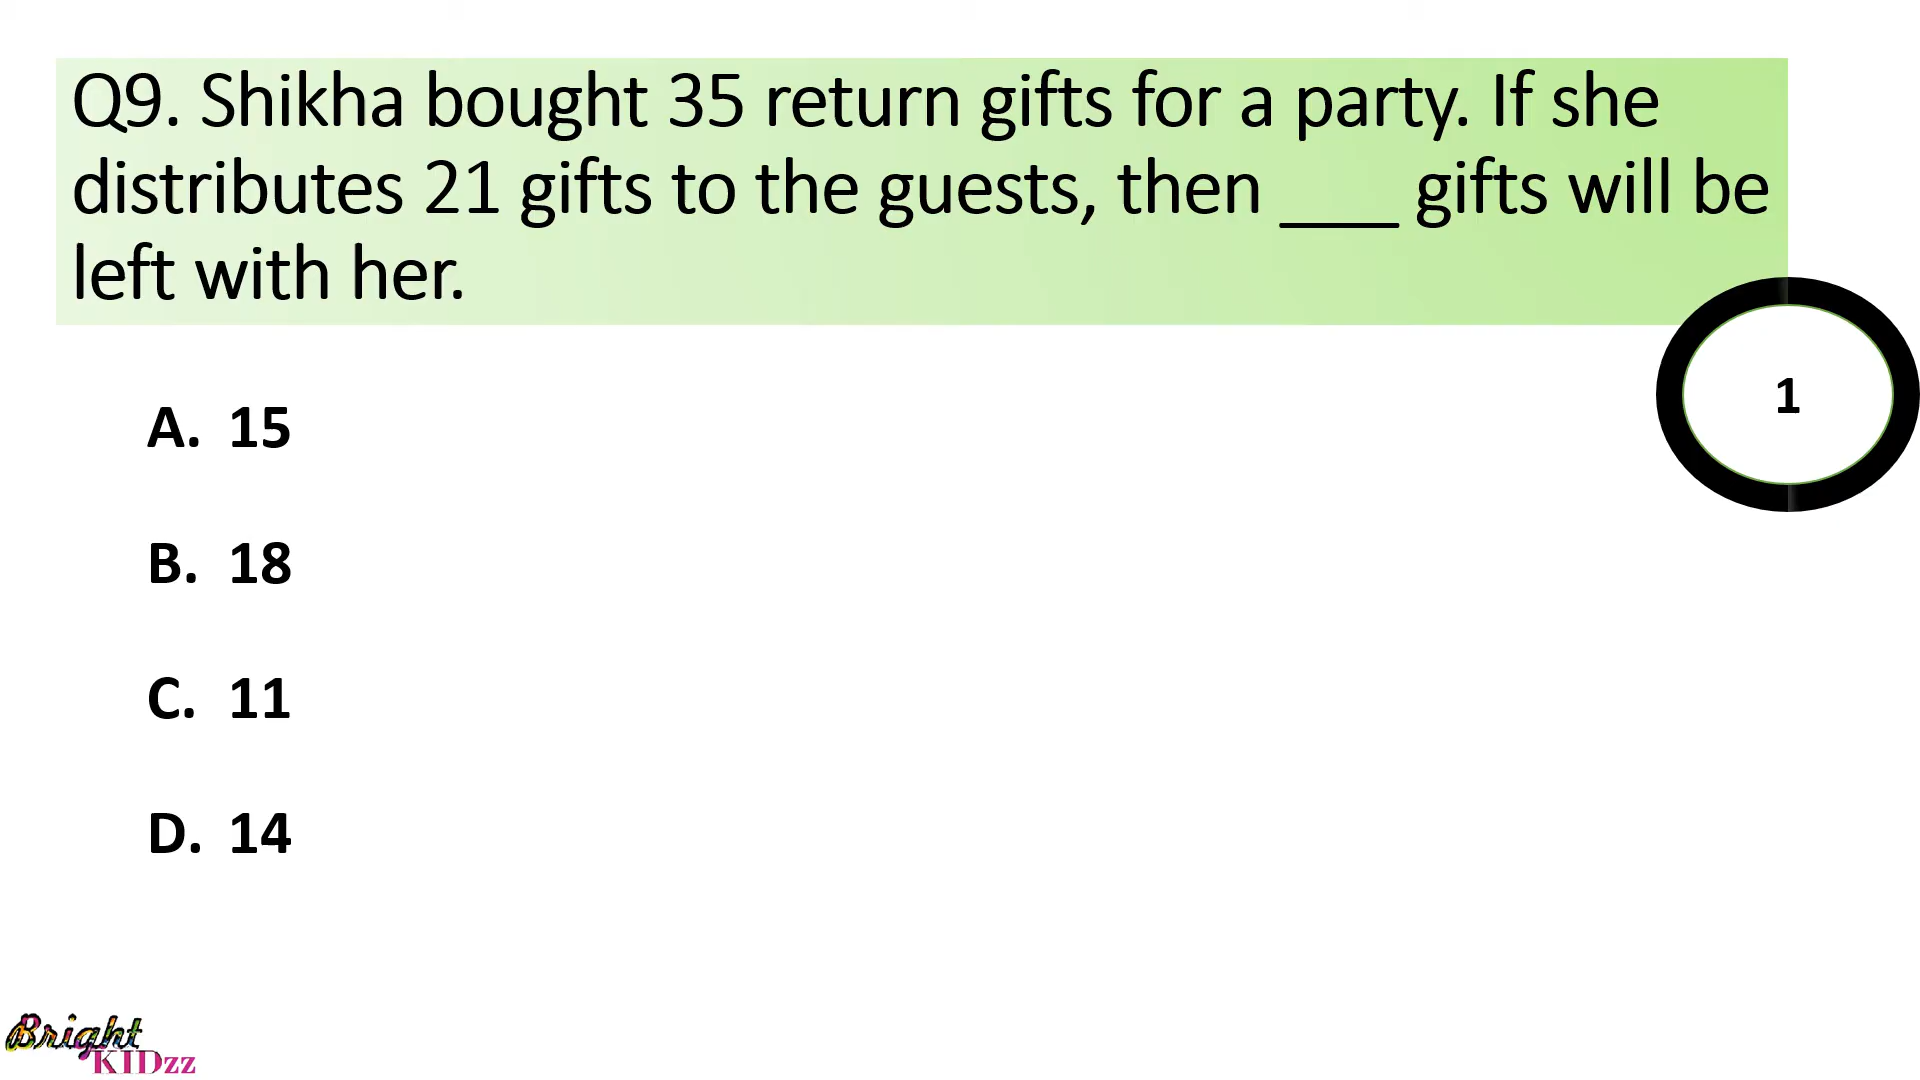 Q9. Shikha bought 35 return gifts for a party. If she
distributes 21 gifts to the guests, then ___ gifts will be
left with her.
1
A. 15
B. 18
C. 11
D. 14
Bright
KIDzz